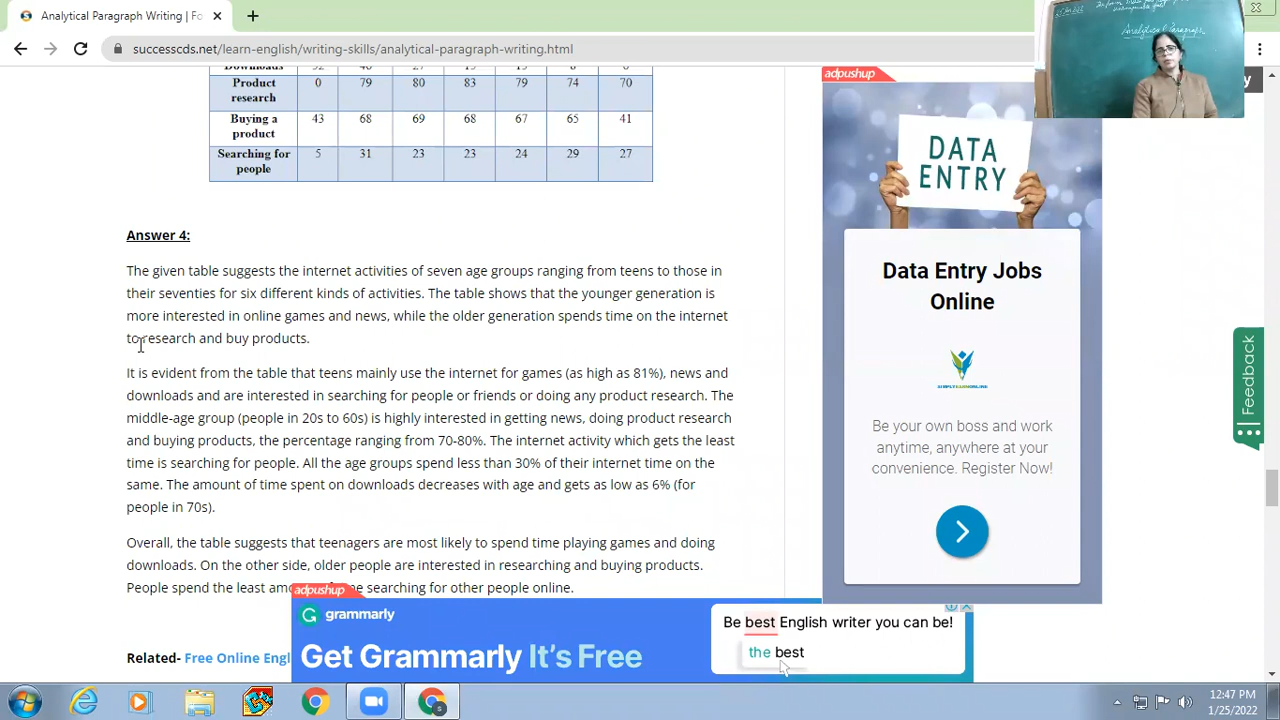 Analytical Paragraph Writing | Fo
successcds.net/learn-english/writing-skills/analytical-paragraph-writing.html
Analytical Paragraph
Downloads
Product research 0 79 80 83 79 74 70
Buying a product 43 68 69 68 67 65 41
Searching for people 5 31 23 23 24 29 27
Answer 4:
The given table suggests the internet activities of seven age groups ranging from teens to those in
their seventies for six different kinds of activities. The table shows that the younger generation is
more interested in online games and news, while the older generation spends time on the internet
to research and buy products.
It is evident from the table that teens mainly use the internet for games (as high as 81%), news and
downloads and are interested in searching for people or friends or doing any product research. The
middle-age group (people in 20s to 60s) is highly interested in getting news, doing product research
and buying products, the percentage ranging from 70-80%. The internet activity which gets the least
time is searching for people. All the age groups spend less than 30% of their internet time on the
same. The amount of time spent on downloads decreases with age and gets as low as 6% (for
people in 70s).
Overall, the table suggests that teenagers are most likely to spend time playing games and doing
downloads. On the other side, older people are interested in researching and buying products.
People spend the least searching for other people online.
Related- Free Online Engl
adpushup
DATA
ENTRY
Data Entry Jobs
Online
SIMPLYEARNONLINE
Be your own boss and work
anytime, anywhere at your
convenience. Register Now!
Feedback
adpushup
grammarly
Get Grammarly It's Free
Be best English writer you can be!
the best
12:47 PM
1/25/2022